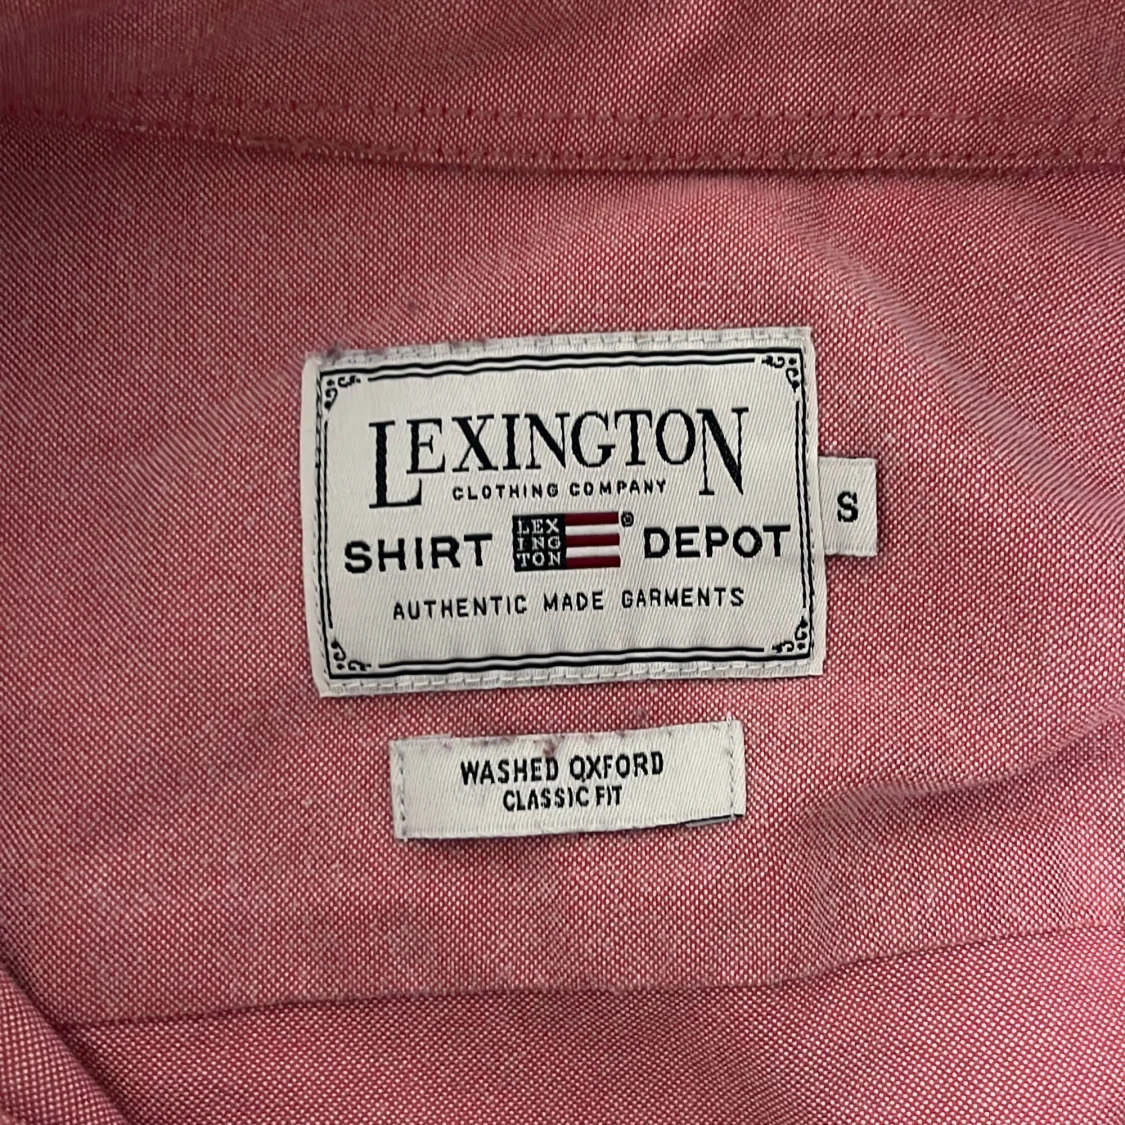 LEXINGTON
CLOTHING COMPANY
SHIRT LEX ING TON ® DEPOT
AUTHENTIC MADE GARMENTS
S
WASHED OXFORD
CLASSIC FIT